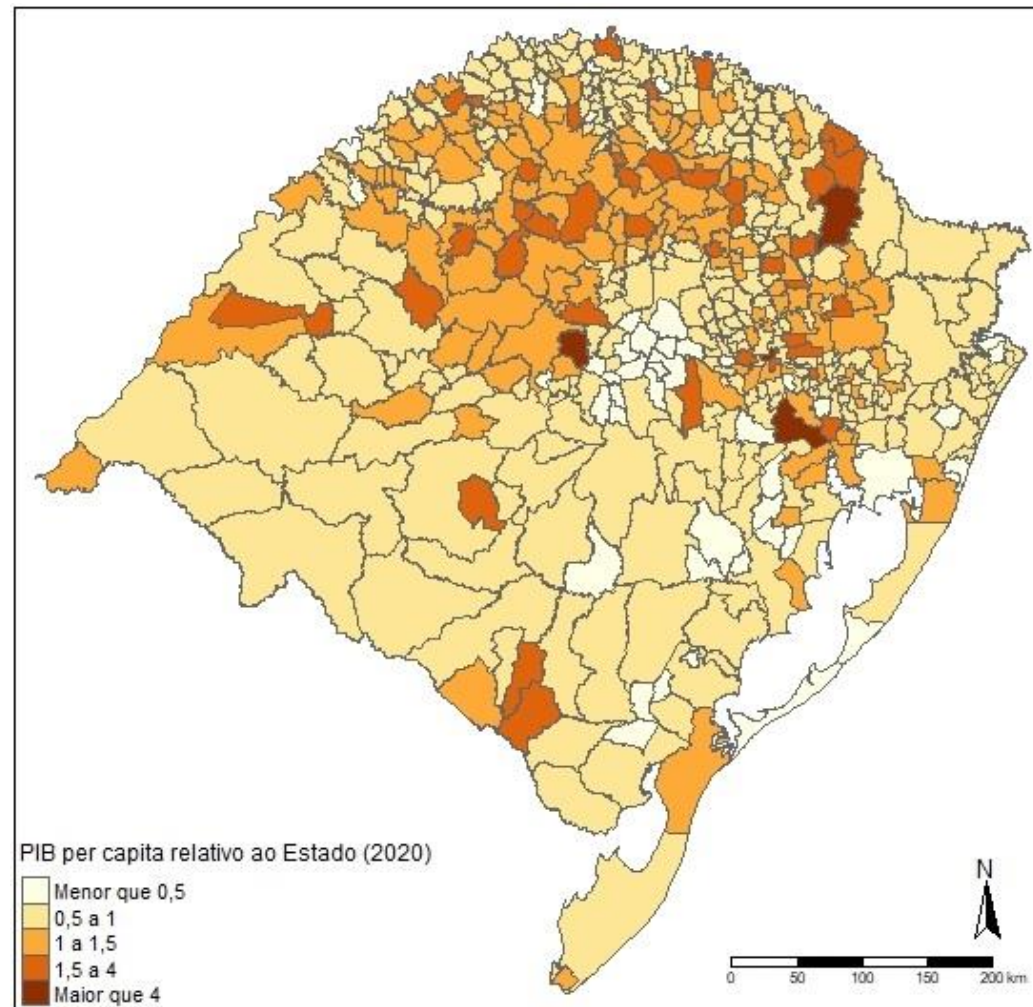 PIB per capita relativo ao Estado (2020)
Menor que 0,5
0,5 a 1
1 a 1,5
1,5 a 4
Maior que 4
N
0 50 100 150 200 km